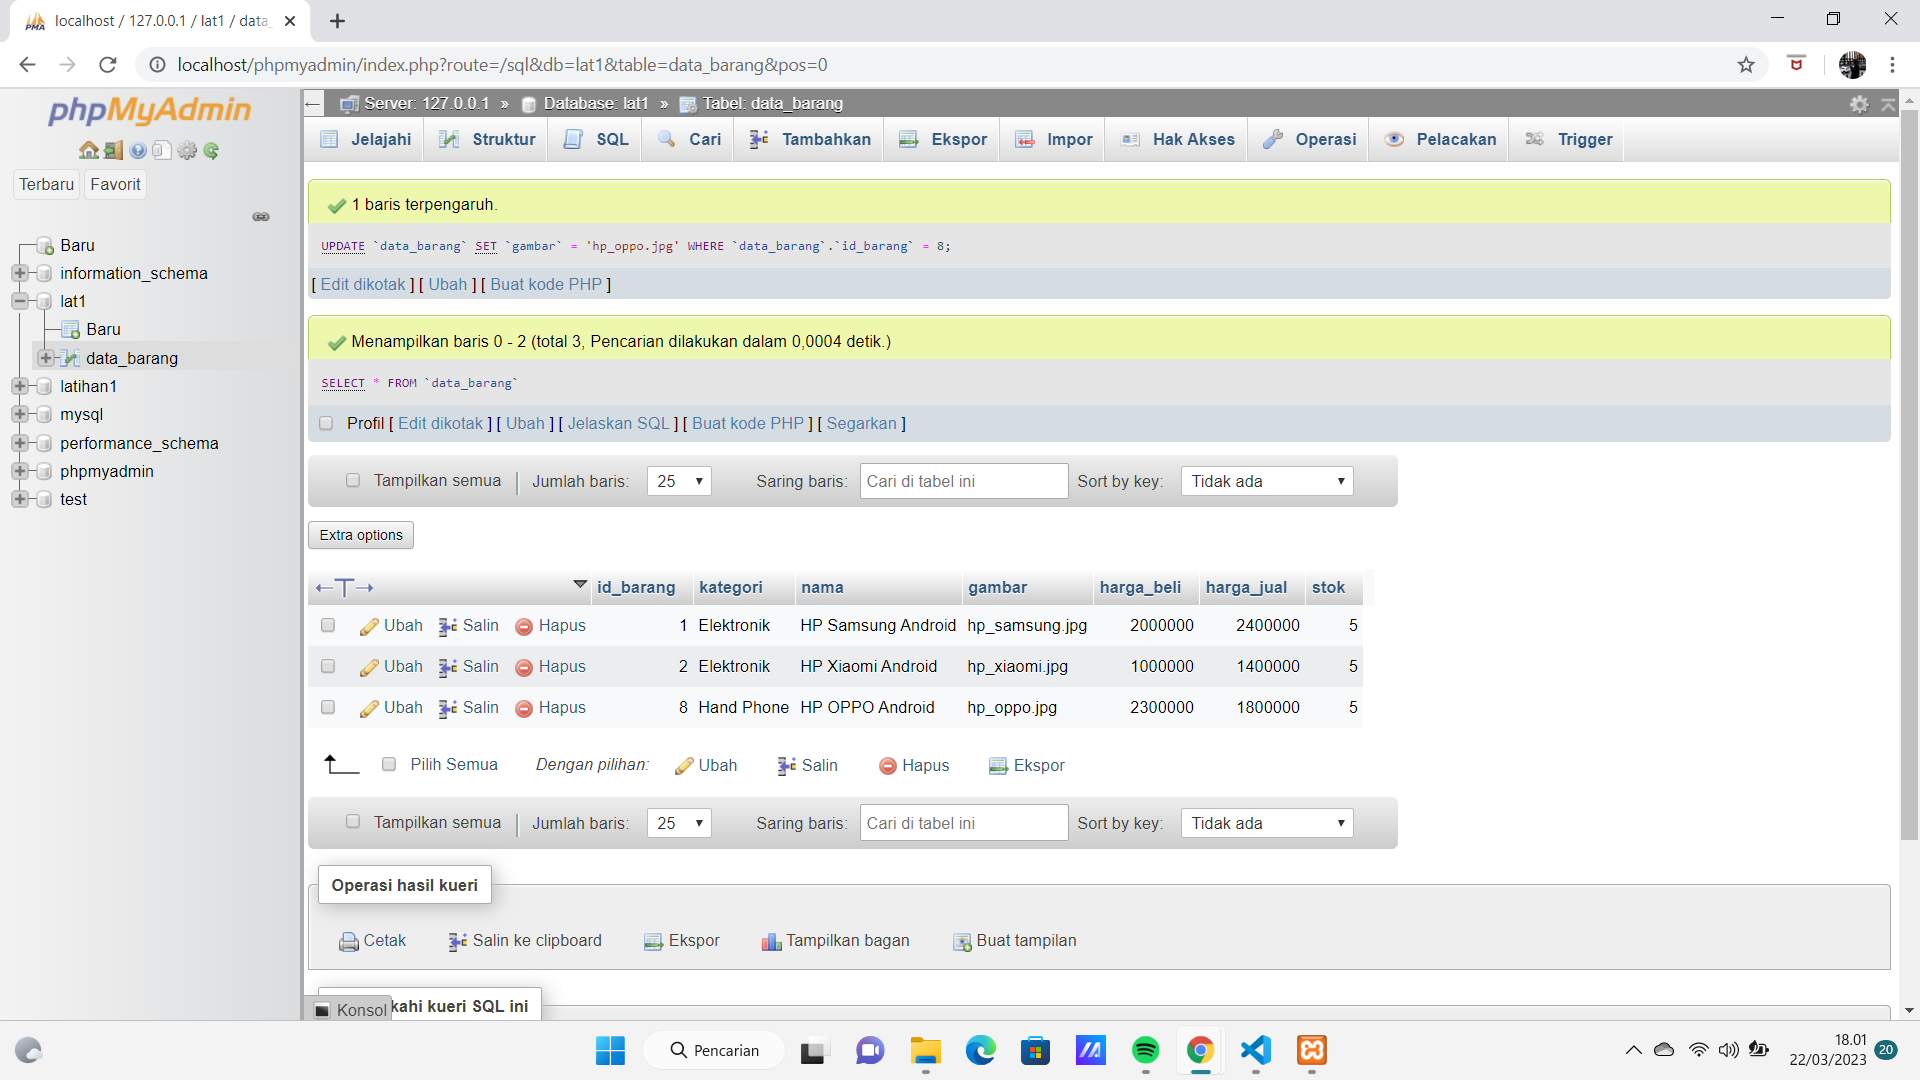 localhost / 127.0.0.1 / lat1 / data_
localhost/phpmyadmin/index.php?route=/sql&db=lat1&table=data_barang&pos=0
phpMyAdmin
Terbaru Favorit
Baru
information_schema
lat1
Baru
data_barang
latihan1
mysql
performance_schema
phpmyadmin
test
Server: 127.0.0.1 » Database: lat1 » Tabel: data_barang
Jelajahi Struktur SQL Cari Tambahkan Ekspor Impor Hak Akses Operasi Pelacakan Trigger
1 baris terpengaruh.
UPDATE `data_barang` SET `gambar` = 'hp_oppo.jpg' WHERE `data_barang`.`id_barang` = 8;
[ Edit dikotak ] [ Ubah ] [ Buat kode PHP ]
Menampilkan baris 0 - 2 (total 3, Pencarian dilakukan dalam 0,0004 detik.)
SELECT * FROM `data_barang`
Profil [ Edit dikotak ] [ Ubah ] [ Jelaskan SQL ] [ Buat kode PHP ] [ Segarkan ]
Tampilkan semua | Jumlah baris: 25 Saring baris: Cari di tabel ini Sort by key: Tidak ada
Extra options
←T→ id_barang kategori nama gambar harga_beli harga_jual stok
Ubah Salin Hapus 1 Elektronik HP Samsung Android hp_samsung.jpg 2000000 2400000 5
Ubah Salin Hapus 2 Elektronik HP Xiaomi Android hp_xiaomi.jpg 1000000 1400000 5
Ubah Salin Hapus 8 Hand Phone HP OPPO Android hp_oppo.jpg 2300000 1800000 5
Pilih Semua Dengan pilihan: Ubah Salin Hapus Ekspor
Tampilkan semua | Jumlah baris: 25 Saring baris: Cari di tabel ini Sort by key: Tidak ada
Operasi hasil kueri
Cetak Salin ke clipboard Ekspor Tampilkan bagan Buat tampilan
Konsol kahi kueri SQL ini
Pencarian
18.01
22/03/2023 20